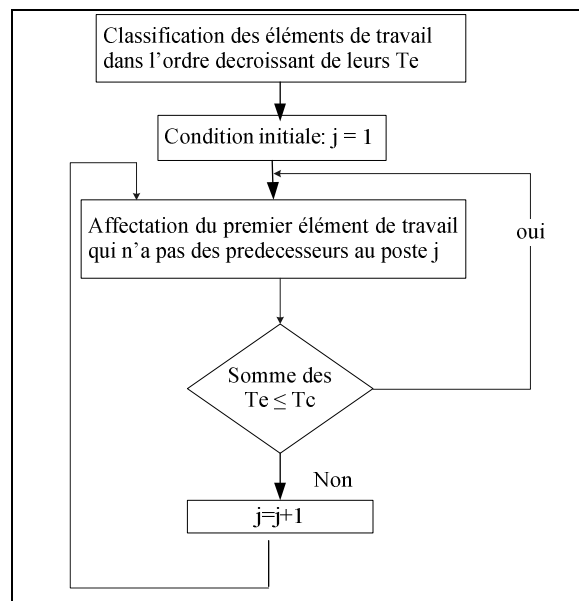 Classification des éléments de travail
dans l'ordre decroissant de leurs Te
Condition initiale: j = 1
Affectation du premier élément de travail
qui n'a pas des predecesseurs au poste j
oui
Somme des
Te ≤ Tc
Non
j=j+1